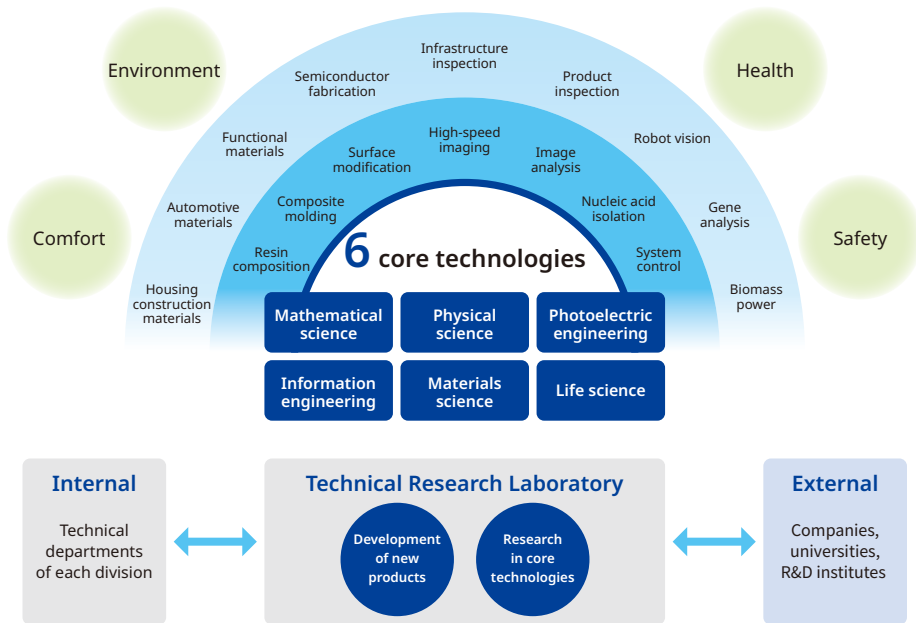 Environment
Health
Comfort
Safety
Infrastructure
inspection
Semiconductor
fabrication
Product
inspection
Functional
materials
Robot vision
Automotive
materials
Gene
analysis
Housing
construction
materials
Biomass
power
High-speed
imaging
Surface
modification
Image
analysis
Composite
molding
Nucleic acid
isolation
Resin
composition
System
control
6 core technologies
Mathematical
science
Physical
science
Photoelectric
engineering
Information
engineering
Materials
science
Life science
Internal
Technical
departments
of each division
Technical Research Laboratory
Development
of new
products
Research
in core
technologies
External
Companies,
universities,
R&D institutes